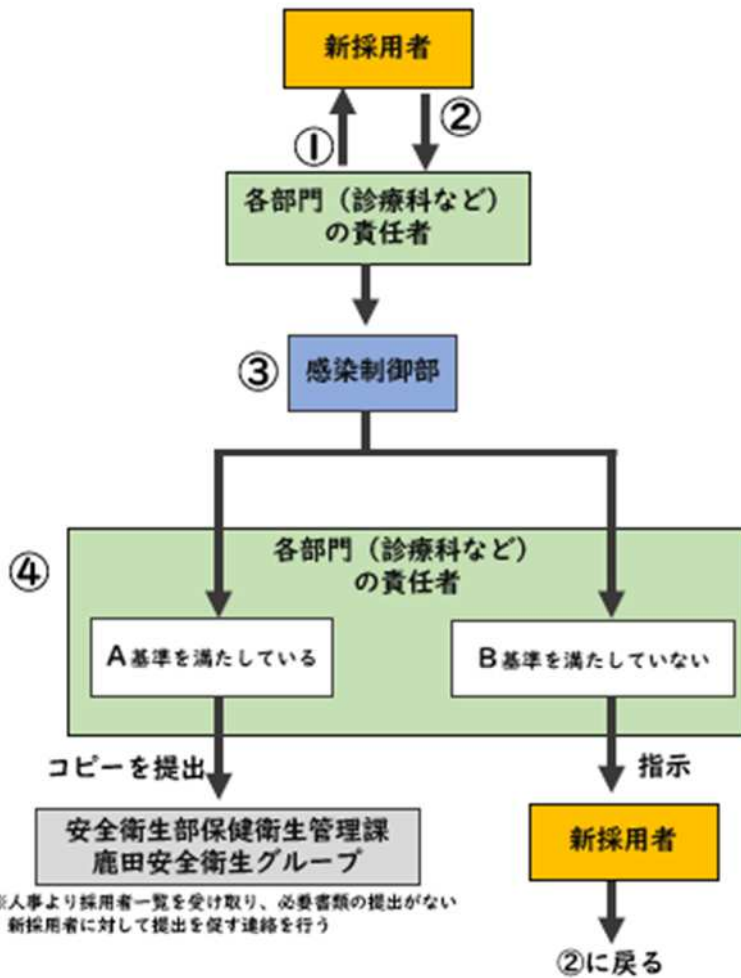 新採用者
①
②
各部門（診療科など）
の責任者
③
感染制御部
④
各部門（診療科など）
の責任者
A基準を満たしている
B基準を満たしていない
コピーを提出
指示
安全衛生部保健衛生管理課
鹿田安全衛生グループ
新採用者
※人事より採用者一覧を受け取り、必要書類の提出がない
新採用者に対して提出を促す連絡を行う
②に戻る